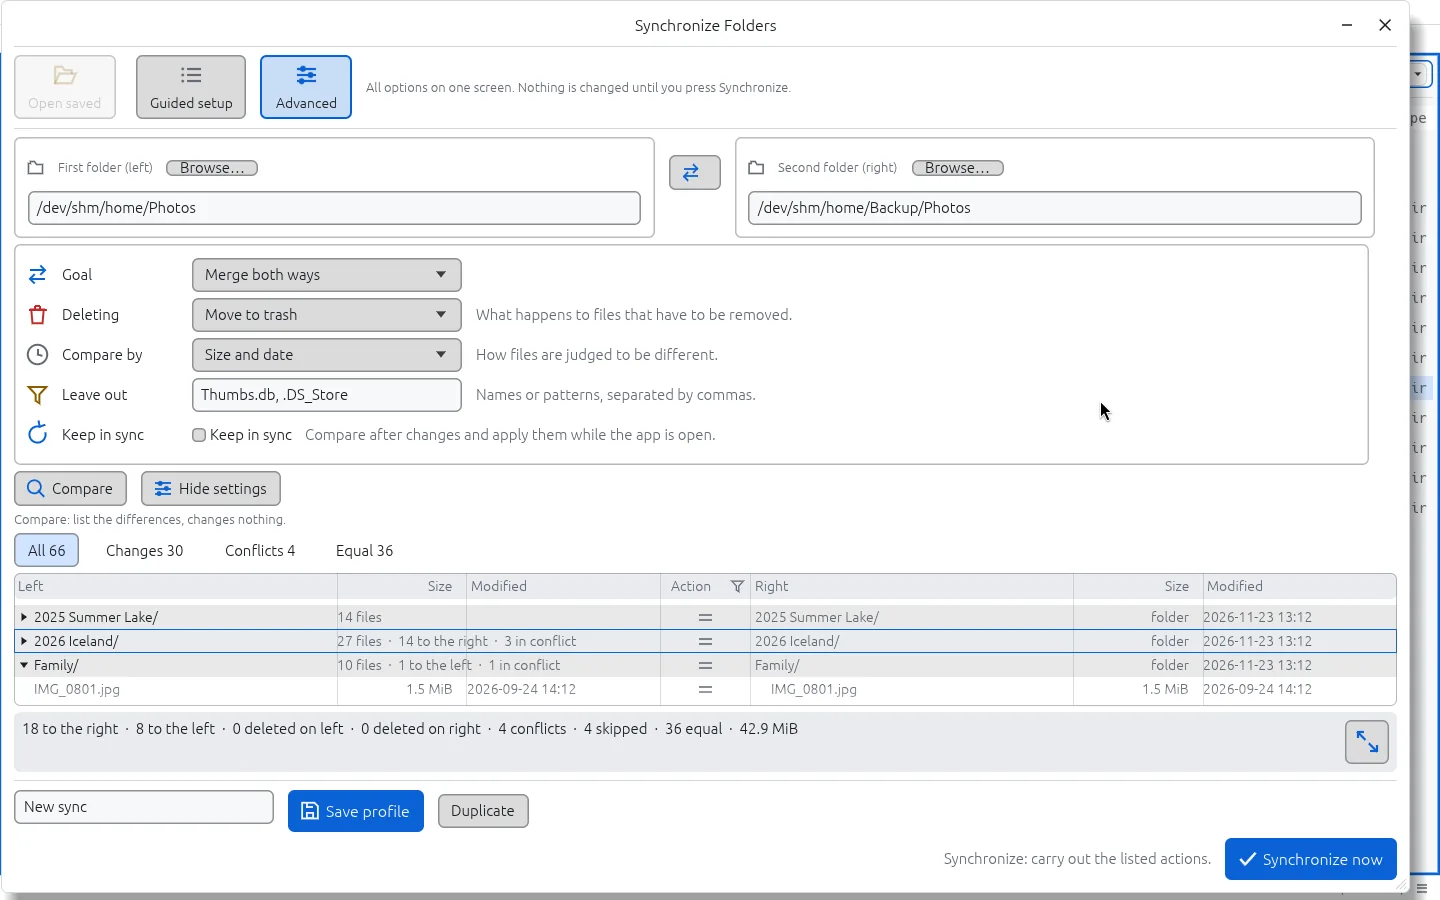 Synchronize Folders
Open saved
Guided setup
Advanced
All options on one screen. Nothing is changed until you press Synchronize.
First folder (left) Browse...
/dev/shm/home/Photos
Second folder (right) Browse...
/dev/shm/home/Backup/Photos
Goal Merge both ways
Deleting Move to trash What happens to files that have to be removed.
Compare by Size and date How files are judged to be different.
Leave out Thumbs.db, .DS_Store Names or patterns, separated by commas.
Keep in sync Keep in sync Compare after changes and apply them while the app is open.
Compare Hide settings
Compare: list the differences, changes nothing.
All 66 Changes 30 Conflicts 4 Equal 36
Left Size Modified Action Right Size Modified
2025 Summer Lake/ 14 files = 2025 Summer Lake/ folder 2026-11-23 13:12
2026 Iceland/ 27 files · 14 to the right · 3 in conflict = 2026 Iceland/ folder 2026-11-23 13:12
Family/ 10 files · 1 to the left · 1 in conflict = Family/ folder 2026-11-23 13:12
IMG_0801.jpg 1.5 MiB 2026-09-24 14:12 = IMG_0801.jpg 1.5 MiB 2026-09-24 14:12
18 to the right · 8 to the left · 0 deleted on left · 0 deleted on right · 4 conflicts · 4 skipped · 36 equal · 42.9 MiB
New sync Save profile Duplicate
Synchronize: carry out the listed actions. Synchronize now